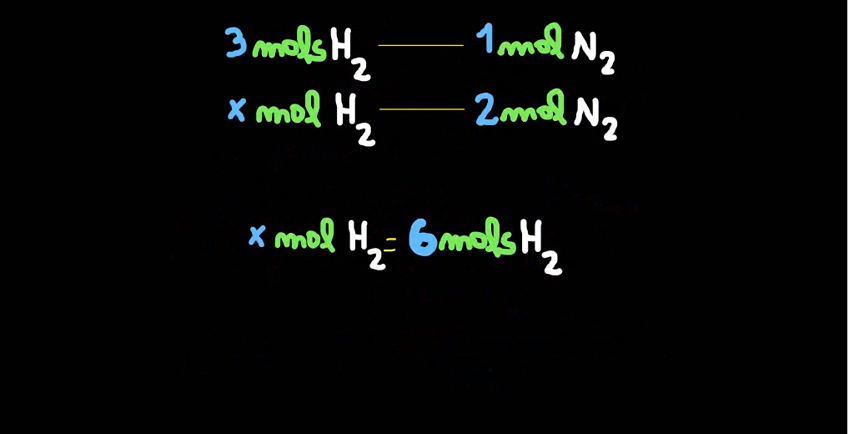 3 mols H₂ — 1 mol N₂
x mol H₂ — 2 mol N₂
x mol H₂ = 6 mols H₂